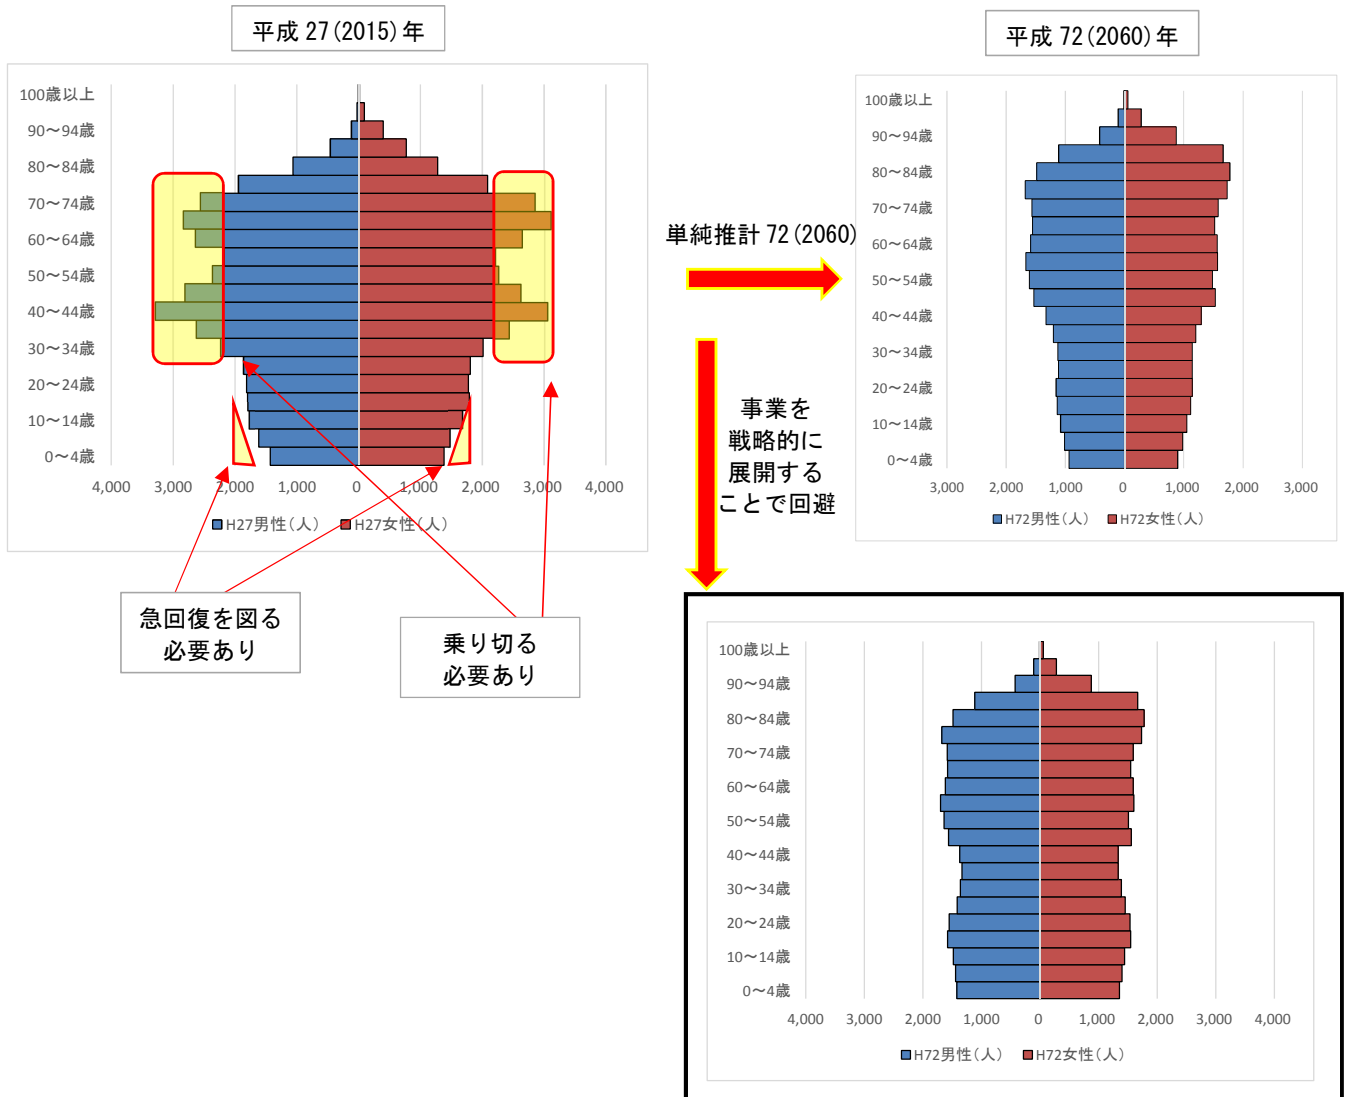 平成 27(2015)年
100歳以上
90～94歳
80～84歳
70～74歳
60～64歳
50～54歳
40～44歳
30～34歳
20～24歳
10～14歳
0～4歳
4,000 3,000 2,000 1,000 0 1,000 2,000 3,000 4,000
H27男性(人) H27女性(人)
急回復を図る
必要あり
乗り切る
必要あり
単純推計 72(2060)
事業を
戦略的に
展開する
ことで回避
平成 72(2060)年
100歳以上
90～94歳
80～84歳
70～74歳
60～64歳
50～54歳
40～44歳
30～34歳
20～24歳
10～14歳
0～4歳
3,000 2,000 1,000 0 1,000 2,000 3,000
H72男性(人) H72女性(人)
100歳以上
90～94歳
80～84歳
70～74歳
60～64歳
50～54歳
40～44歳
30～34歳
20～24歳
10～14歳
0～4歳
4,000 3,000 2,000 1,000 0 1,000 2,000 3,000 4,000
H72男性(人) H72女性(人)